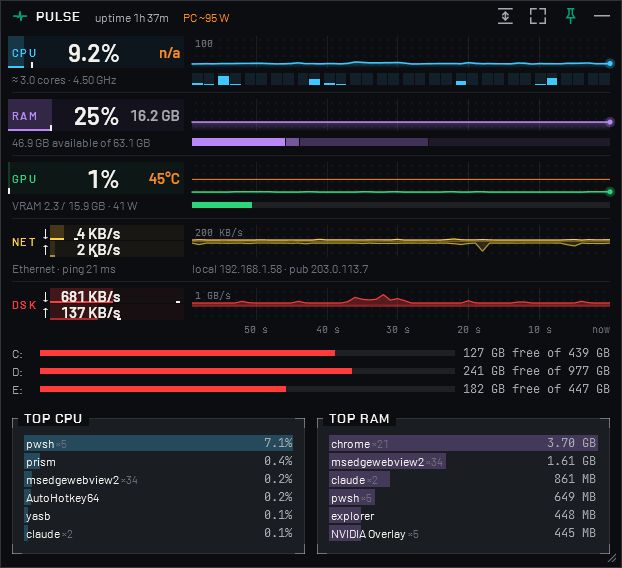 PULSE uptime 1h 37m PC ~95 W
CPU 9.2% n/a 100
≈ 3.0 cores · 4.50 GHz
RAM 25% 16.2 GB
46.9 GB available of 63.1 GB
GPU 1% 45°C
VRAM 2.3 / 15.9 GB · 41 W
NET ↓ 4 KB/s 200 KB/s
↑ 2 KB/s
Ethernet · ping 21 ms local 192.168.1.58 · pub 203.0.113.7
DSK ↓ 681 KB/s - 1 GB/s
↑ 137 KB/s
50 s 40 s 30 s 20 s 10 s now
C: 127 GB free of 439 GB
D: 241 GB free of 977 GB
E: 182 GB free of 447 GB
TOP CPU
pwsh ×5 7.1%
prism 0.4%
msedgewebview2 ×34 0.2%
AutoHotkey64 0.2%
yasb 0.1%
claude ×2 0.1%
TOP RAM
chrome ×21 3.70 GB
msedgewebview2 ×34 1.61 GB
claude ×2 861 MB
pwsh ×5 649 MB
explorer 448 MB
NVIDIA Overlay ×5 445 MB